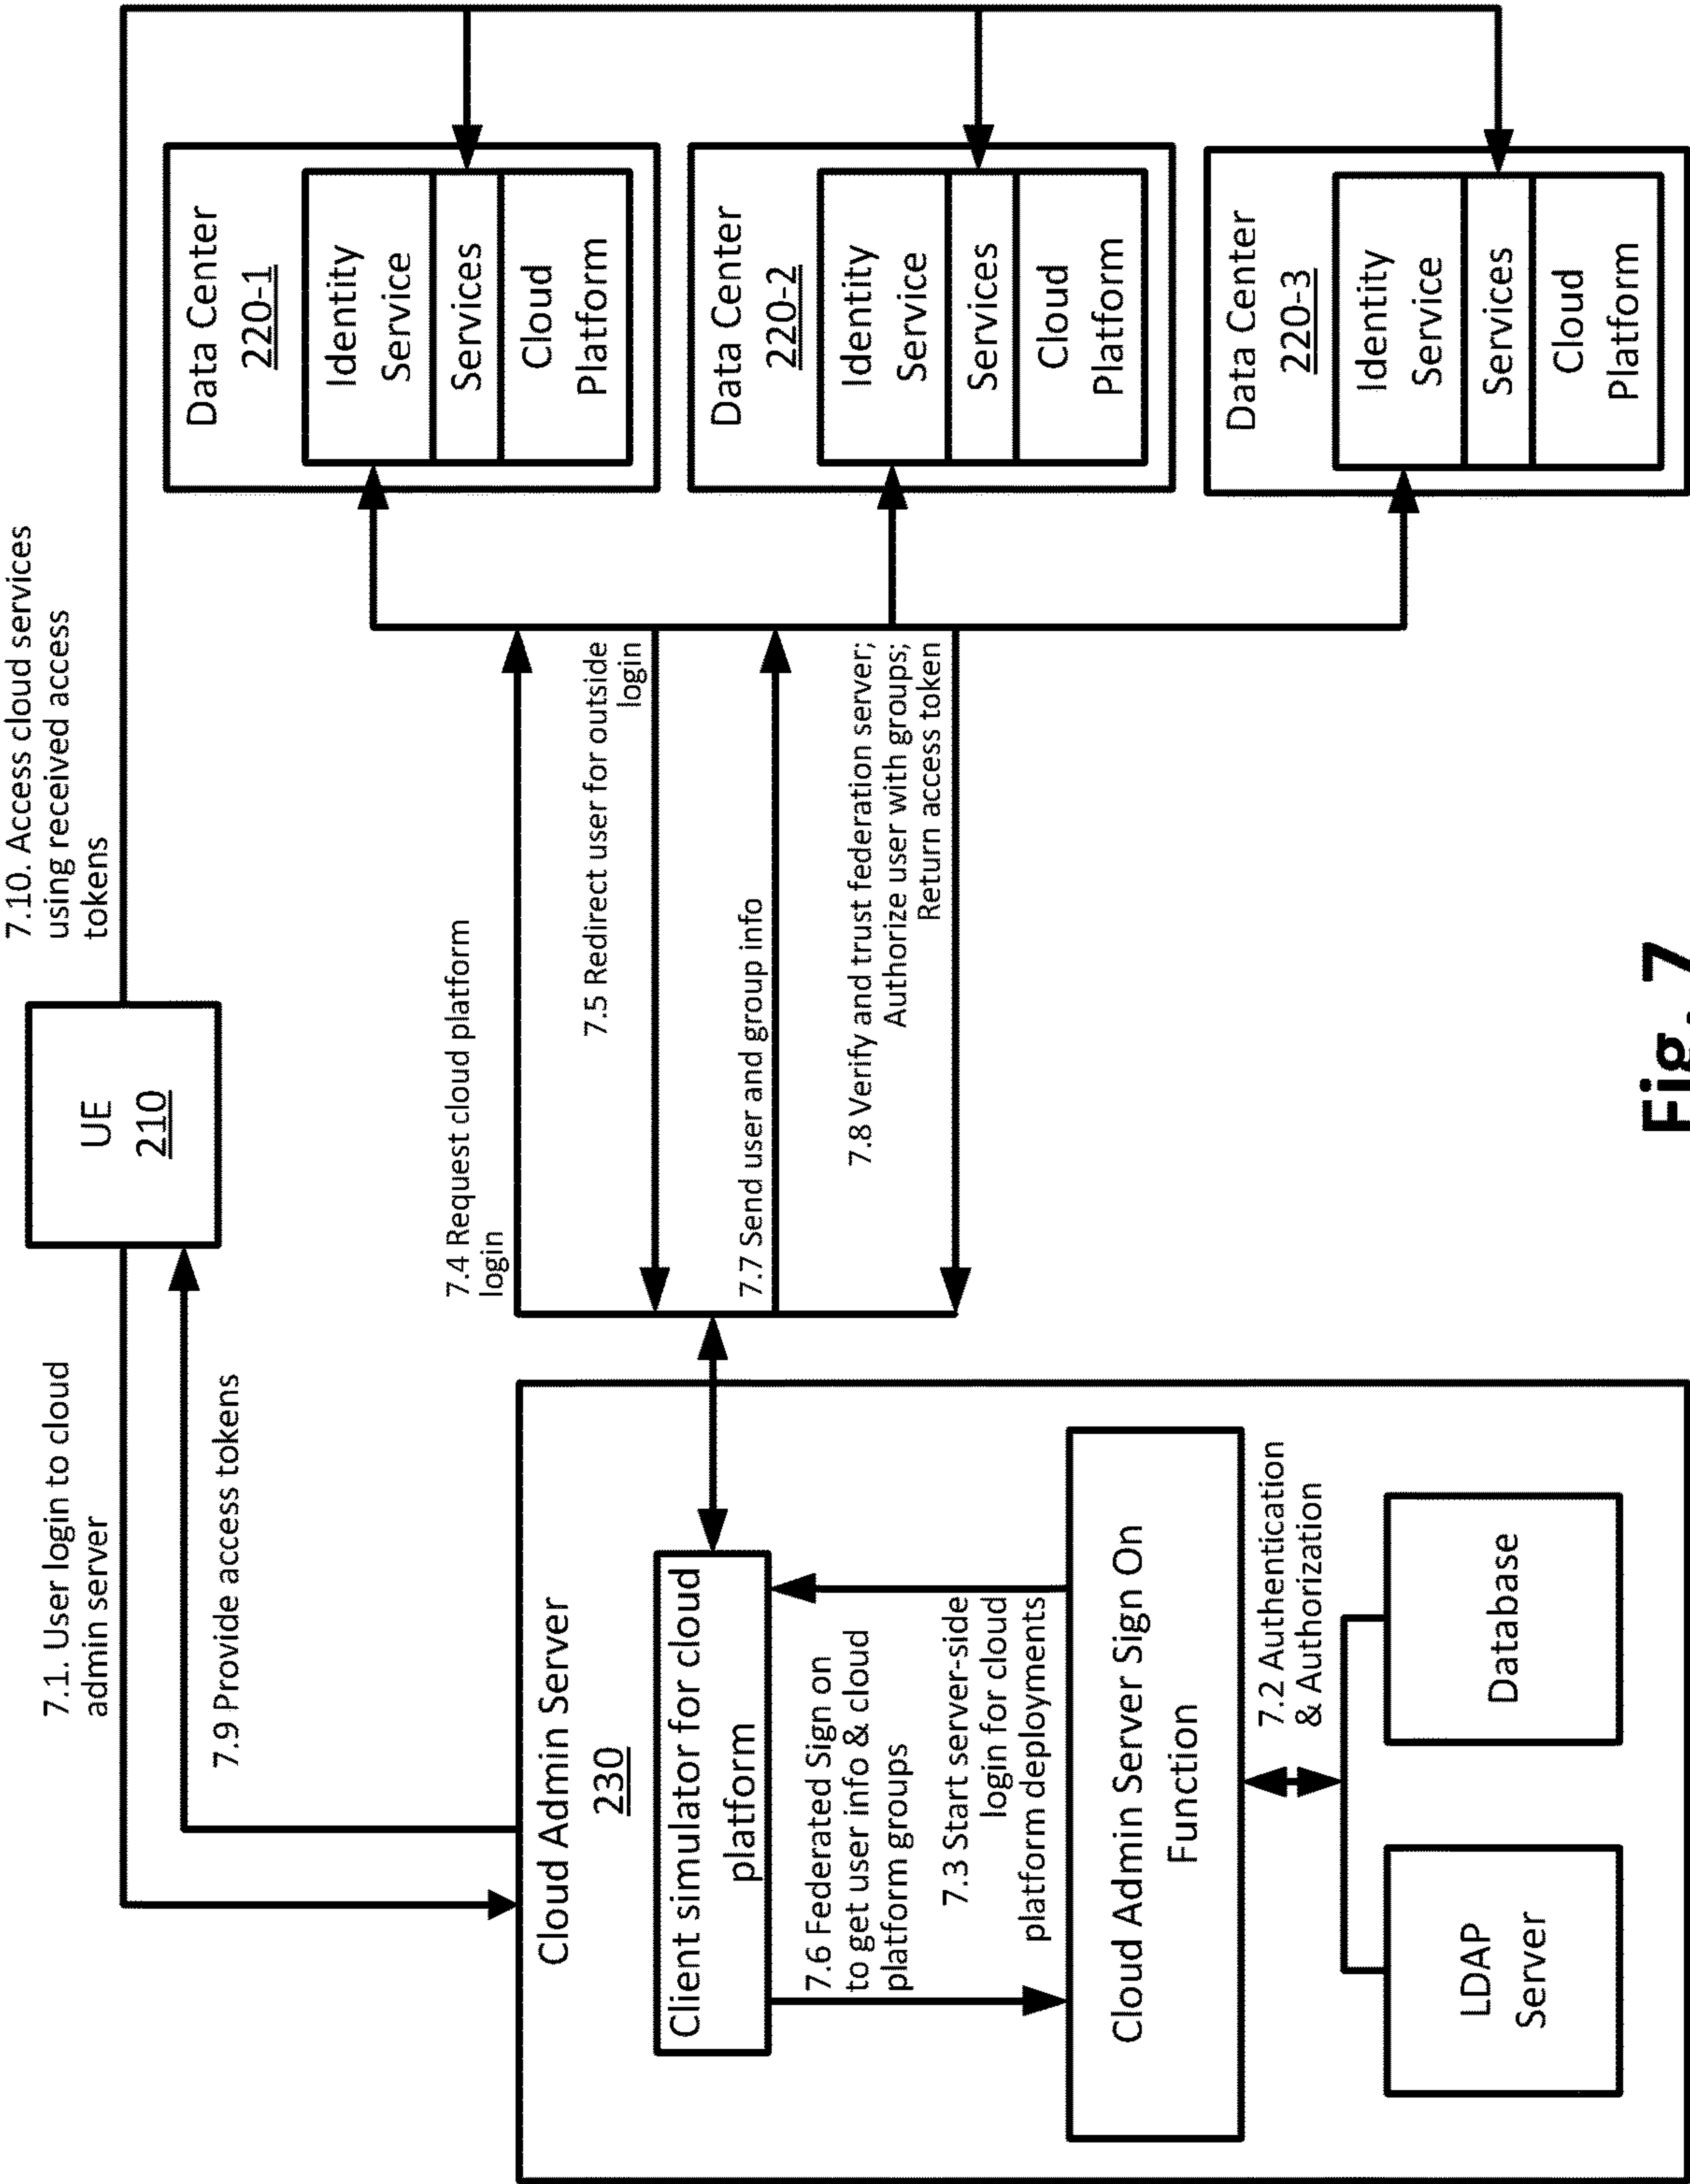 7.1. User login to cloud
admin server
7.9 Provide access tokens
UE
210
7.10. Access cloud services
using received access
tokens
Cloud Admin Server
230
Client simulator for cloud
platform
7.6 Federated Sign on
to get user info & cloud
platform groups
7.3 Start server-side
login for cloud
platform deployments
Cloud Admin Server Sign On
Function
7.2 Authentication
& Authorization
LDAP
Server
Database
7.4 Request cloud platform
login
7.5 Redirect user for outside
login
7.7 Send user and group info
7.8 Verify and trust federation server;
Authorize user with groups;
Return access token
Data Center
220-1
Identity
Service
Services
Cloud
Platform
Data Center
220-2
Identity
Service
Services
Cloud
Platform
Data Center
220-3
Identity
Service
Services
Cloud
Platform
Fig. 7